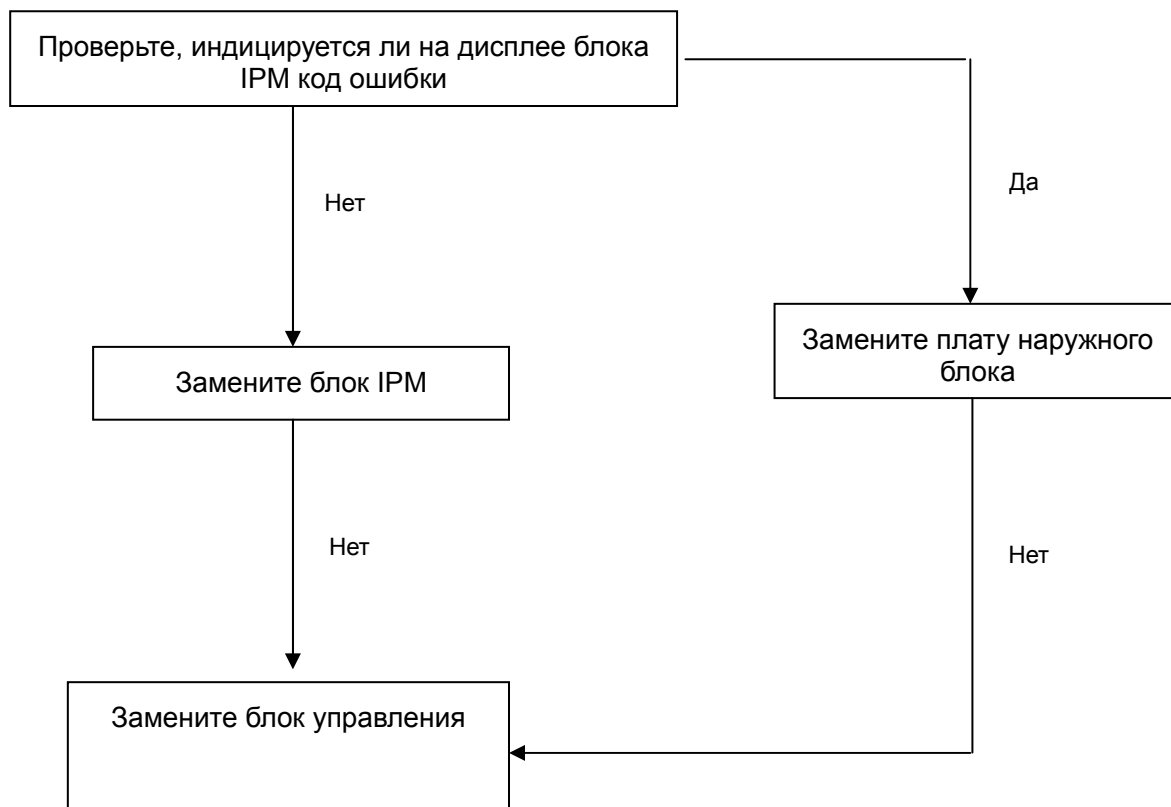 Проверьте, индицируется ли на дисплее блока
IPM код ошибки
Нет
Да
Замените плату наружного
блока
Замените блок IPM
Нет
Нет
Замените блок управления